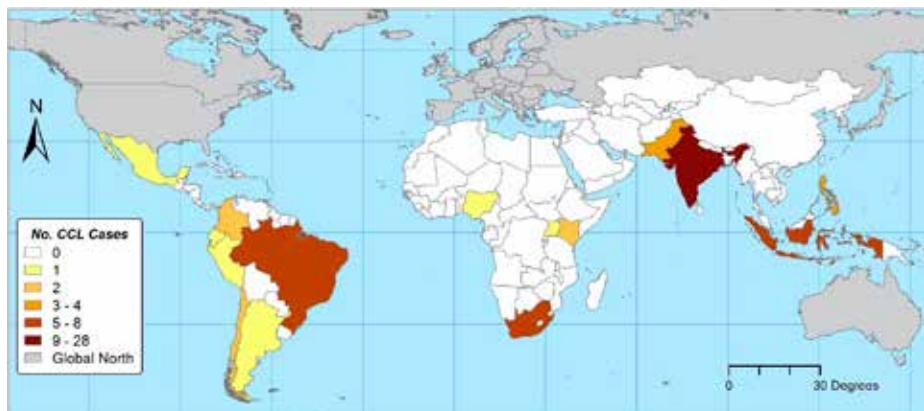 N
No. CCL Cases
0
1
2
3 - 4
5 - 8
9 - 28
Global North
0 30 Degrees